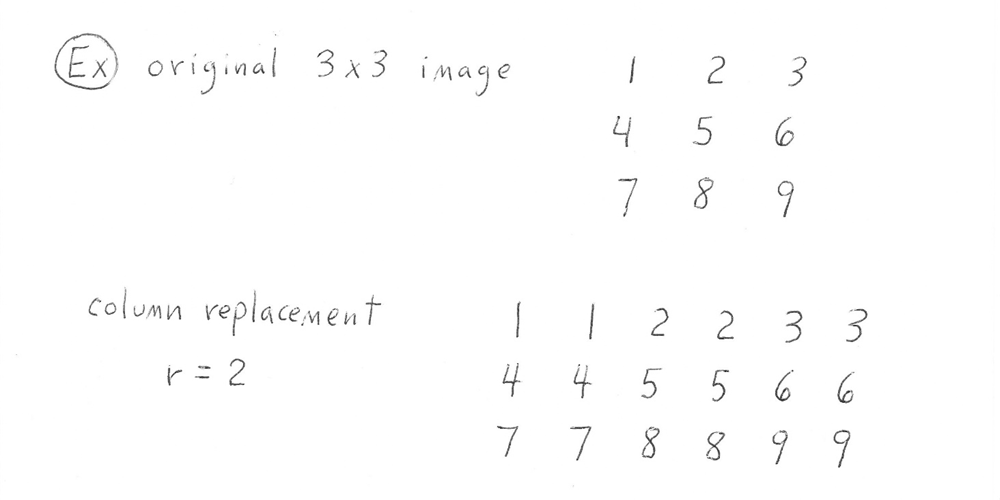 Ex original 3x3 image 1 2 3
4 5 6
7 8 9
column replacement 1 1 2 2 3 3
r = 2 4 4 5 5 6 6
7 7 8 8 9 9